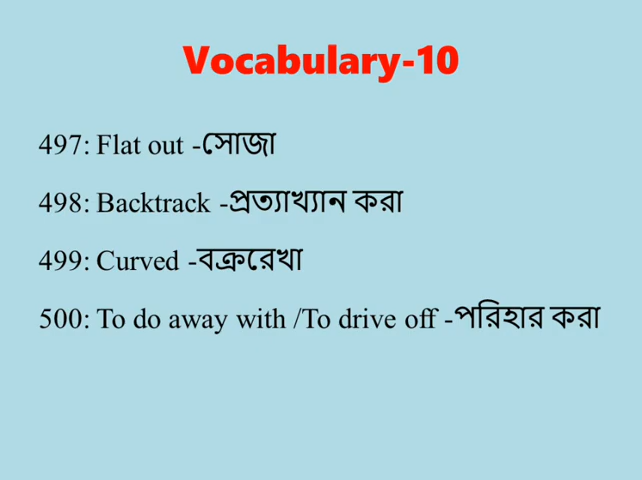 Vocabulary-10
497: Flat out -সোজা
498: Backtrack -প্রত্যাখ্যান করা
499: Curved -বক্ররেখা
500: To do away with /To drive off -পরিহার করা